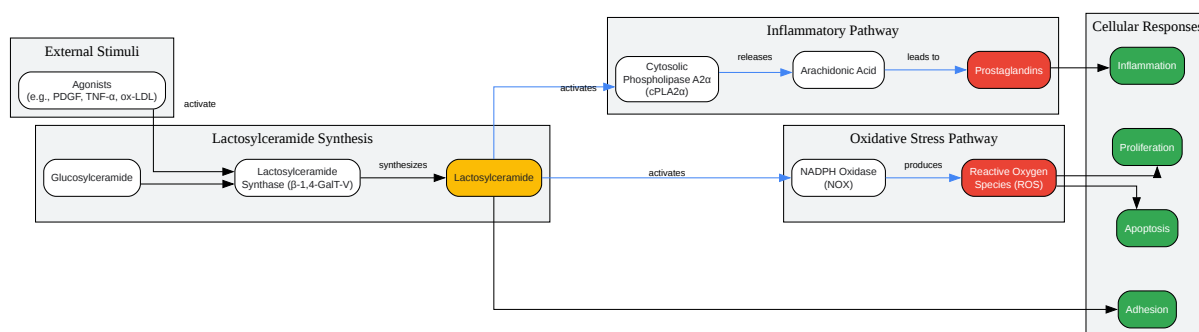 External Stimuli
Agonists
(e.g., PDGF, TNF-α, ox-LDL)
activate
Lactosylceramide Synthesis
Glucosylceramide
Lactosylceramide
Synthase (β-1,4-GalT-V)
synthesizes
Lactosylceramide
activates
activates
Inflammatory Pathway
Cytosolic
Phospholipase A2α
(cPLA2α)
releases
Arachidonic Acid
leads to
Prostaglandins
Oxidative Stress Pathway
NADPH Oxidase
(NOX)
produces
Reactive Oxygen
Species (ROS)
Cellular Responses
Inflammation
Proliferation
Apoptosis
Adhesion